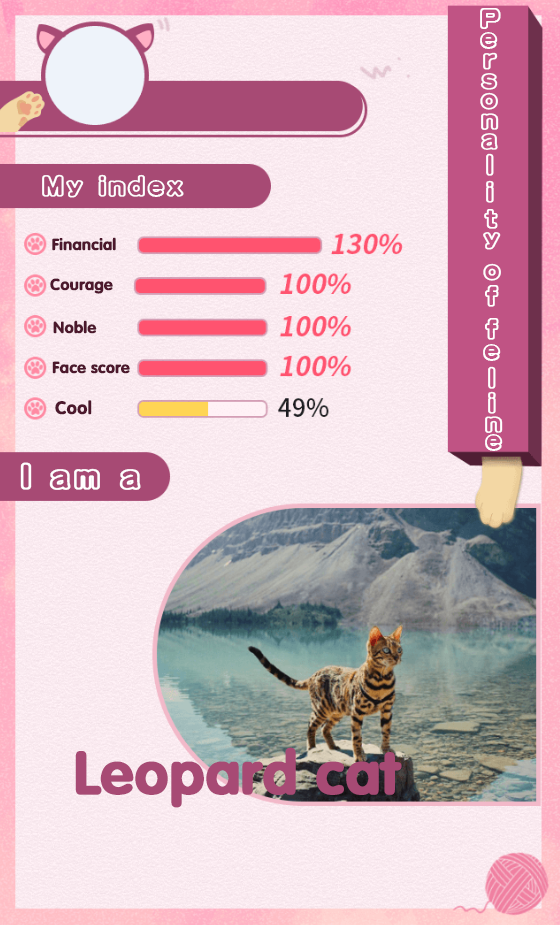 Personality of feline
My index
Financial 130%
Courage 100%
Noble 100%
Face score 100%
Cool 49%
I am a
Leopard cat